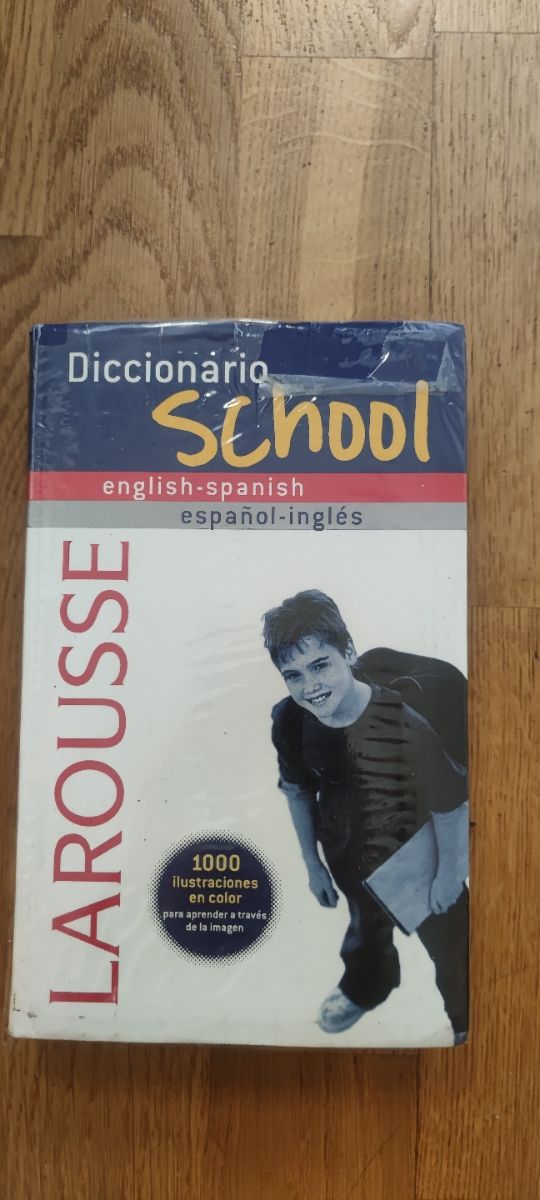 Diccionario
School
english-spanish
español-inglés
LAROUSSE
1000
ilustraciones
en color
para aprender a través
de la imagen